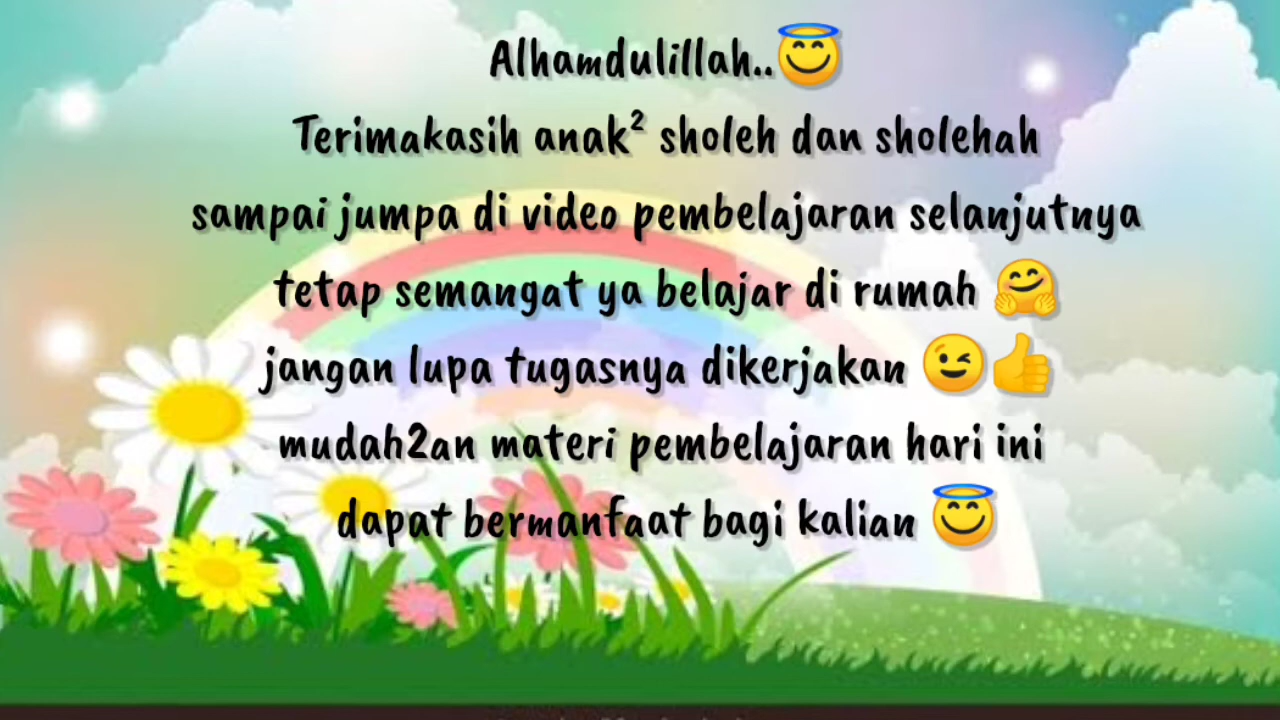 Alhamdulillah..😇
Terimakasih anak² sholeh dan sholehah
sampai jumpa di video pembelajaran selanjutnya
tetap semangat ya belajar di rumah 🤗
jangan lupa tugasnya dikerjakan 😉👍
mudah2an materi pembelajaran hari ini
dapat bermanfaat bagi kalian 😇